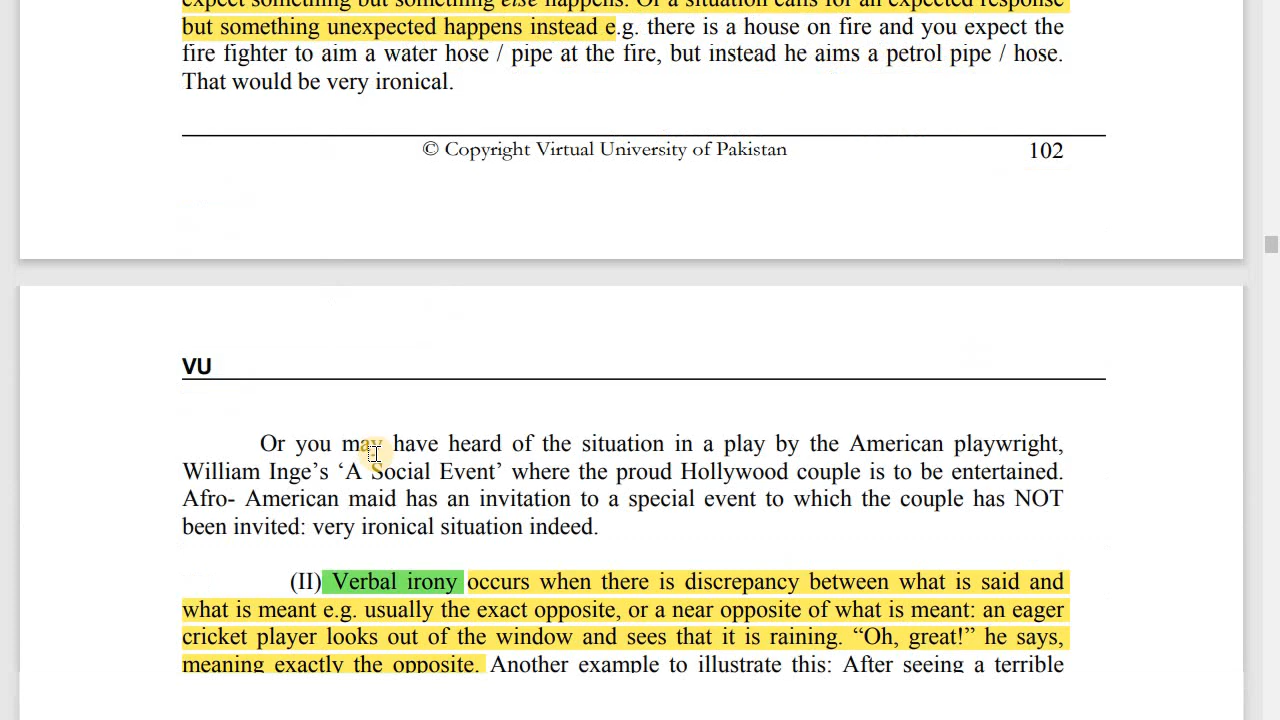 expect something but something else happens. Or a situation calls for an expected response
but something unexpected happens instead e.g. there is a house on fire and you expect the
fire fighter to aim a water hose / pipe at the fire, but instead he aims a petrol pipe / hose.
That would be very ironical.
© Copyright Virtual University of Pakistan 102
VU
Or you may have heard of the situation in a play by the American playwright,
William Inge’s ‘A Social Event’ where the proud Hollywood couple is to be entertained.
Afro- American maid has an invitation to a special event to which the couple has NOT
been invited: very ironical situation indeed.
(II) Verbal irony occurs when there is discrepancy between what is said and
what is meant e.g. usually the exact opposite, or a near opposite of what is meant: an eager
cricket player looks out of the window and sees that it is raining. “Oh, great!” he says,
meaning exactly the opposite. Another example to illustrate this: After seeing a terrible